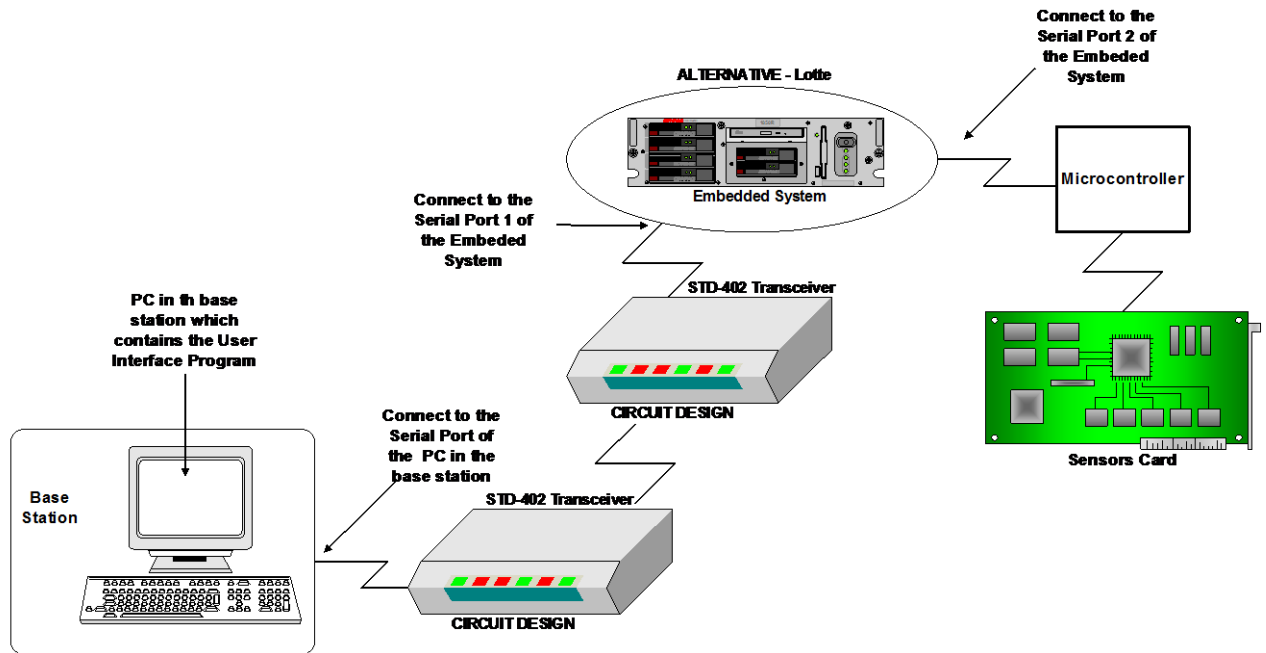 Connect to the
Serial Port 2 of
the Embeded
System
ALTERNATIVE - Lotte
Embedded System
Microcontroller
Connect to the
Serial Port 1 of
the Embeded
System
STD-402 Transceiver
CIRCUIT DESIGN
Sensors Card
PC in th base
station which
contains the User
Interface Program
Connect to the
Serial Port of
the PC in the
base station
Base
Station
STD-402 Transceiver
CIRCUIT DESIGN